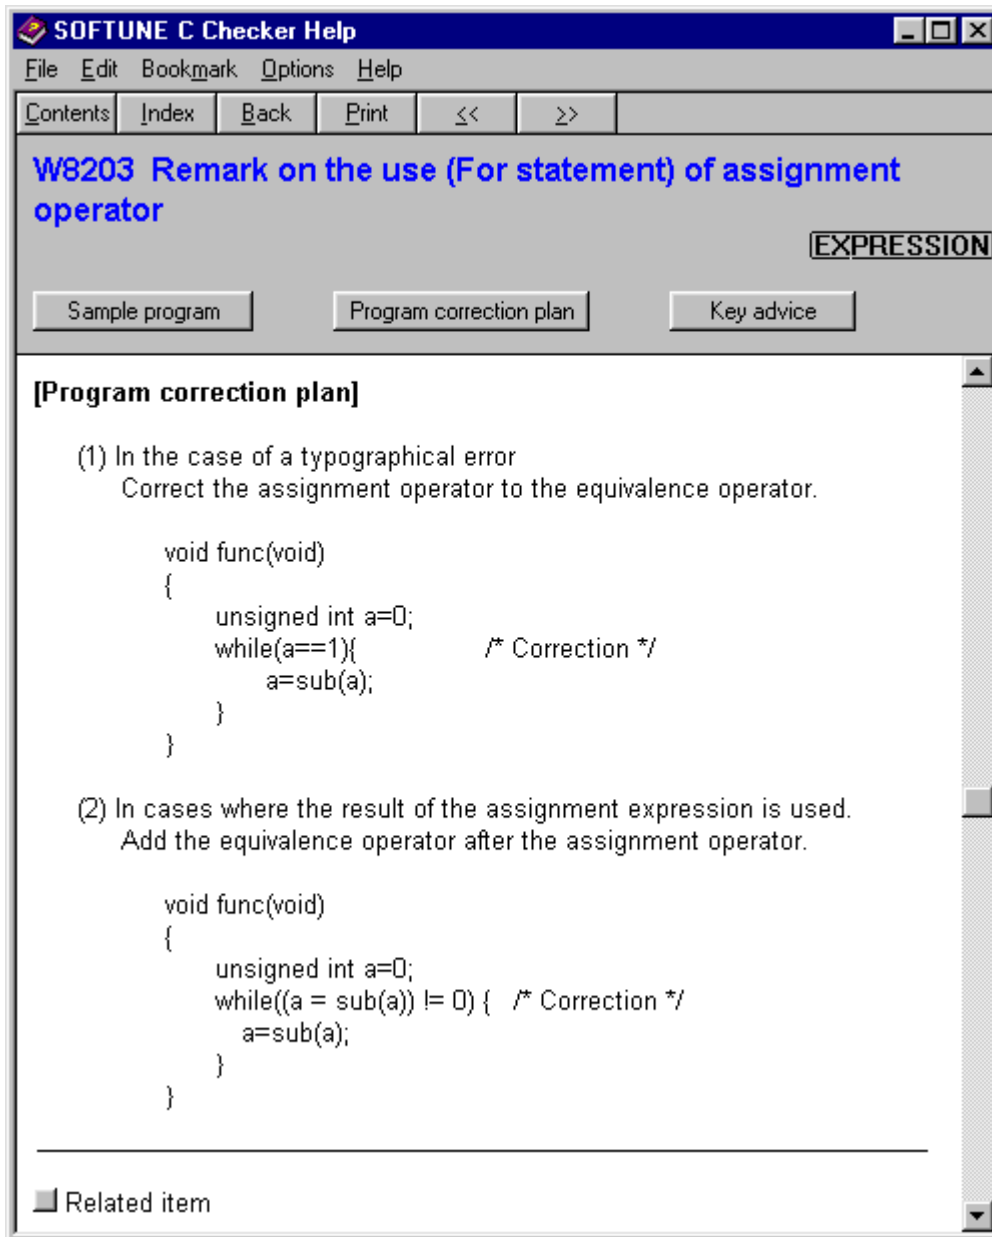 SOFTUNE C Checker Help
File Edit Bookmark Options Help
Contents Index Back Print << >>
W8203 Remark on the use (For statement) of assignment
operator
EXPRESSION
Sample program Program correction plan Key advice
[Program correction plan]
(1) In the case of a typographical error
Correct the assignment operator to the equivalence operator.
void func(void)
{
unsigned int a=0;
while(a==1){ /* Correction */
a=sub(a);
}
}
(2) In cases where the result of the assignment expression is used.
Add the equivalence operator after the assignment operator.
void func(void)
{
unsigned int a=0;
while((a = sub(a)) != 0) { /* Correction */
a=sub(a);
}
}
Related item